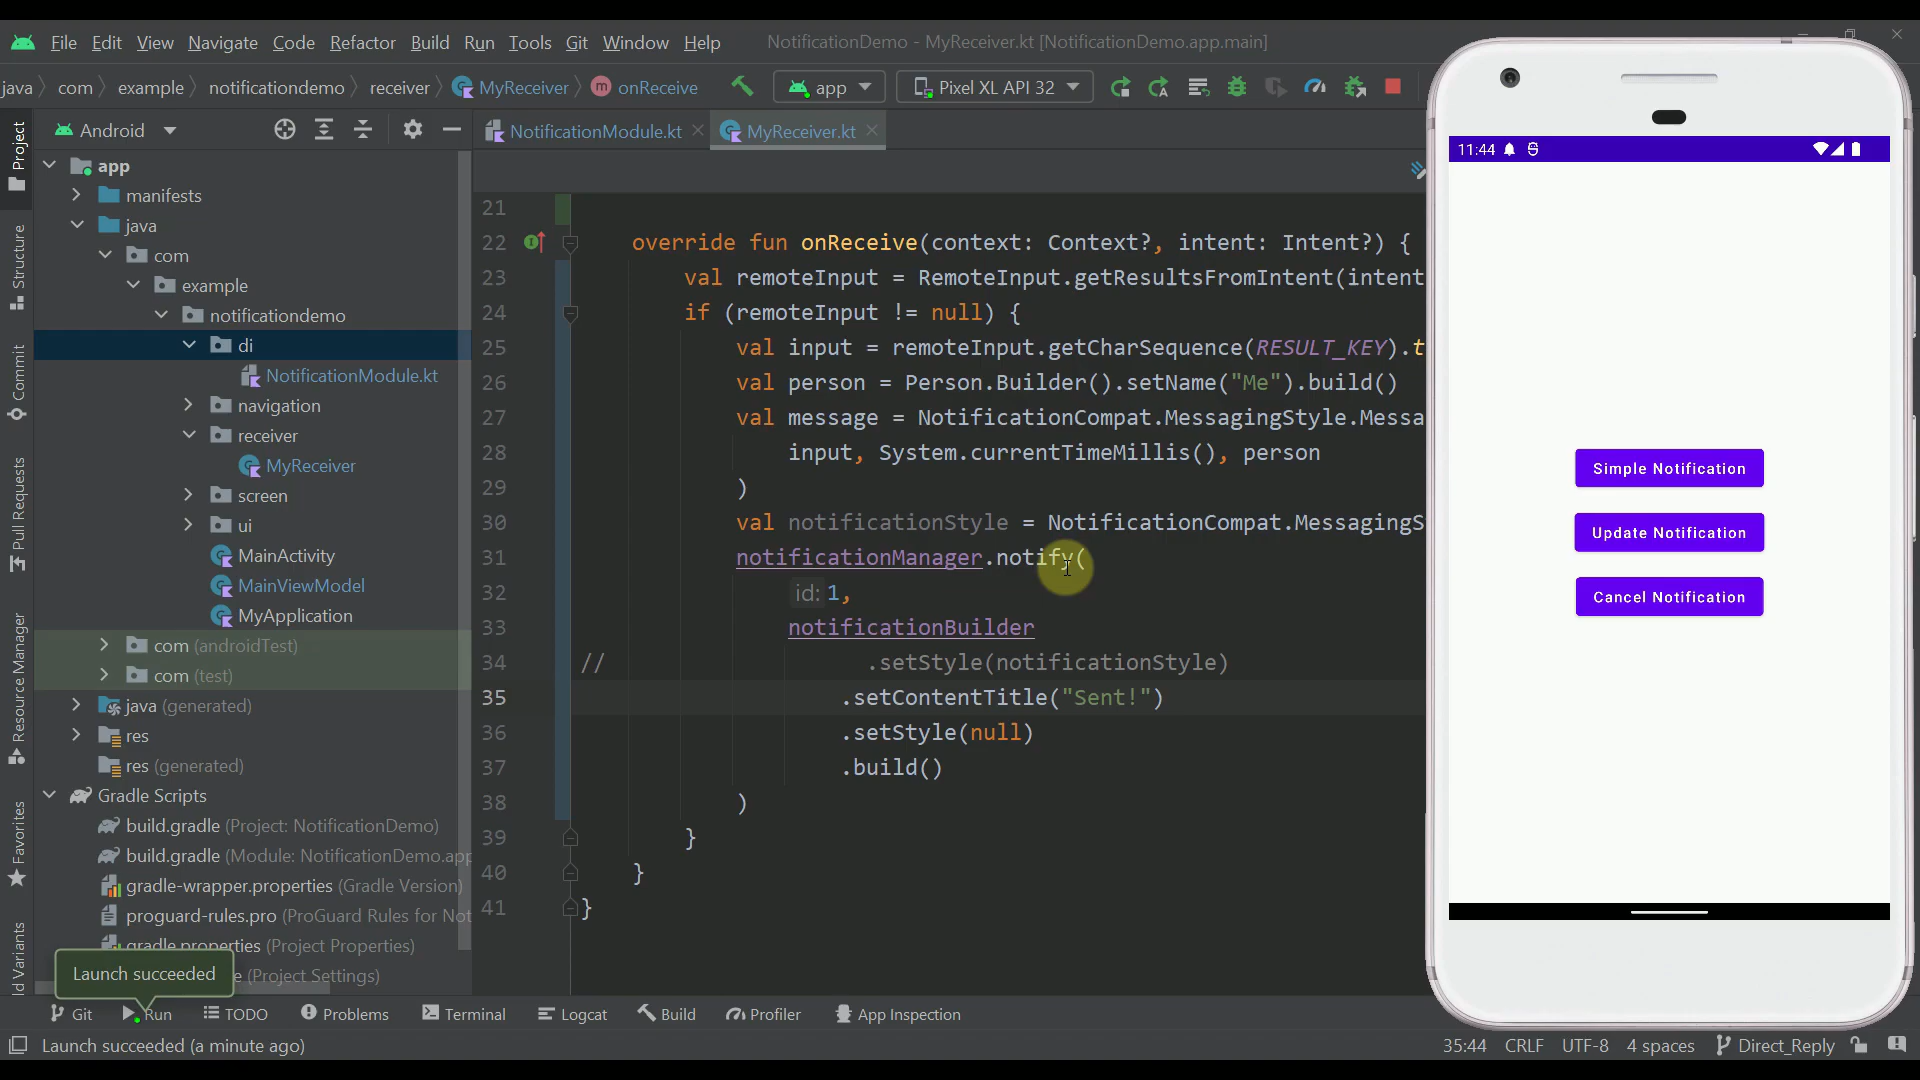 File Edit View Navigate Code Refactor Build Run Tools Git Window Help NotificationDemo - MyReceiver.kt [NotificationDemo.app.main]
java com example notificationdemo receiver MyReceiver onReceive app Pixel XL API 32
Android
NotificationModule.kt MyReceiver.kt
Project
Structure
Commit
Pull Requests
Resource Manager
Favorites
ld Variants
app
manifests
java
com
example
notificationdemo
di
NotificationModule.kt
navigation
receiver
MyReceiver
screen
ui
MainActivity
MainViewModel
MyApplication
com (androidTest)
com (test)
java (generated)
res
res (generated)
Gradle Scripts
build.gradle (Project: NotificationDemo)
build.gradle (Module: NotificationDemo.app
gradle-wrapper.properties (Gradle Version)
proguard-rules.pro (ProGuard Rules for Not
gradle.properties (Project Properties)
e (Project Settings)
Launch succeeded
21
22 override fun onReceive(context: Context?, intent: Intent?) {
23 val remoteInput = RemoteInput.getResultsFromIntent(intent
24 if (remoteInput != null) {
25 val input = remoteInput.getCharSequence(RESULT_KEY).t
26 val person = Person.Builder().setName("Me").build()
27 val message = NotificationCompat.MessagingStyle.Messa
28 input, System.currentTimeMillis(), person
29 )
30 val notificationStyle = NotificationCompat.MessagingS
31 notificationManager.notify(
32 id: 1,
33 notificationBuilder
34 // .setStyle(notificationStyle)
35 .setContentTitle("Sent!")
36 .setStyle(null)
37 .build()
38 )
39 }
40 }
41 }
11:44
Simple Notification
Update Notification
Cancel Notification
Git Run TODO Problems Terminal Logcat Build Profiler App Inspection
Launch succeeded (a minute ago) 35:44 CRLF UTF-8 4 spaces Direct_Reply